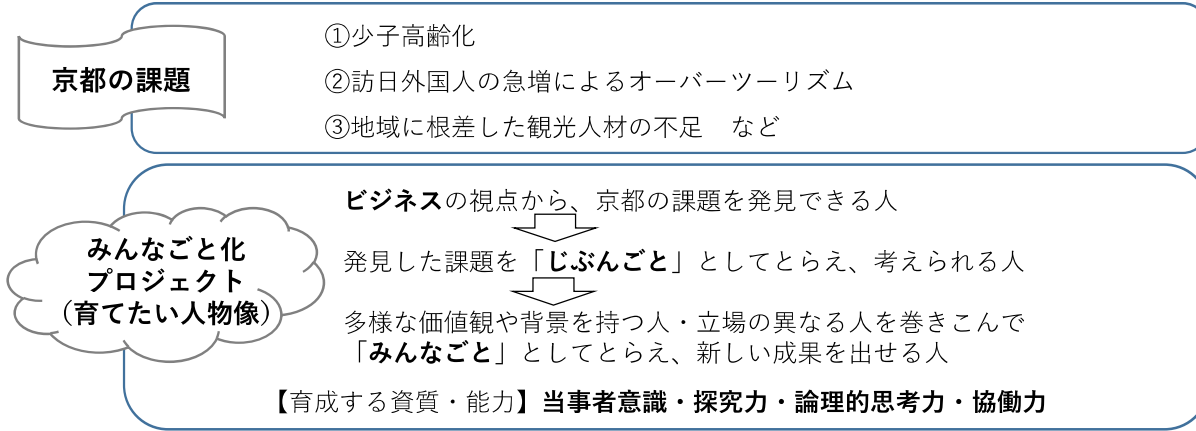 京都の課題
①少子高齢化
②訪日外国人の急増によるオーバーツーリズム
③地域に根差した観光人材の不足　など
みんなごと化
プロジェクト
（育てたい人物像）
ビジネスの視点から、京都の課題を発見できる人
発見した課題を「じぶんごと」としてとらえ、考えられる人
多様な価値観や背景を持つ人・立場の異なる人を巻きこんで
「みんなごと」としてとらえ、新しい成果を出せる人
【育成する資質・能力】当事者意識・探究力・論理的思考力・協働力